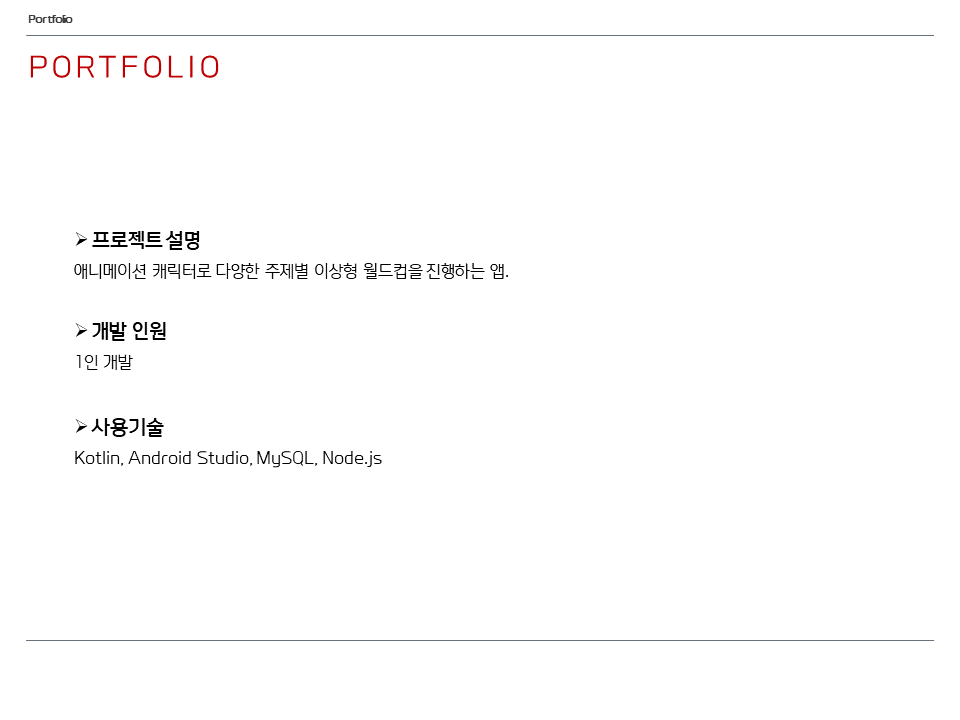 Portfolio
PORTFOLIO
➢ 프로젝트 설명
애니메이션 캐릭터로 다양한 주제별 이상형 월드컵을 진행하는 앱.
➢ 개발 인원
1인 개발
➢ 사용기술
Kotlin, Android Studio, MySQL, Node.js